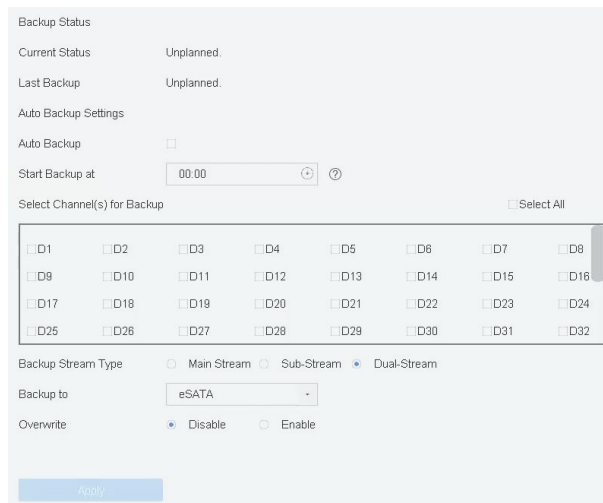 Backup Status
Current Status Unplanned.
Last Backup Unplanned.
Auto Backup Settings
Auto Backup
Start Backup at 00:00
Select Channel(s) for Backup Select All
D1 D2 D3 D4 D5 D6 D7 D8
D9 D10 D11 D12 D13 D14 D15 D16
D17 D18 D19 D20 D21 D22 D23 D24
D25 D26 D27 D28 D29 D30 D31 D32
Backup Stream Type Main Stream Sub-Stream Dual-Stream
Backup to eSATA
Overwrite Disable Enable
Apply